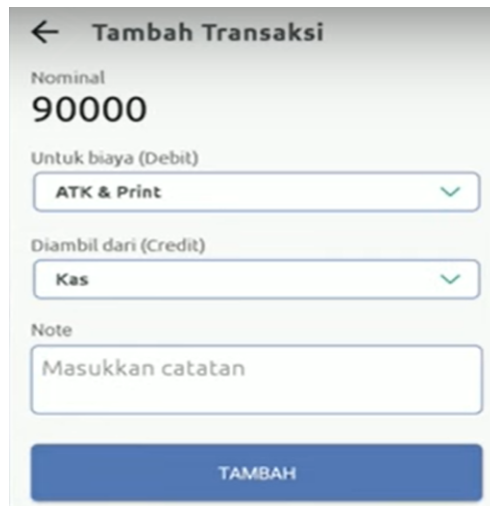 Tambah Transaksi
Nominal
90000
Untuk biaya (Debit)
ATK & Print
Diambil dari (Credit)
Kas
Note
Masukkan catatan
TAMBAH